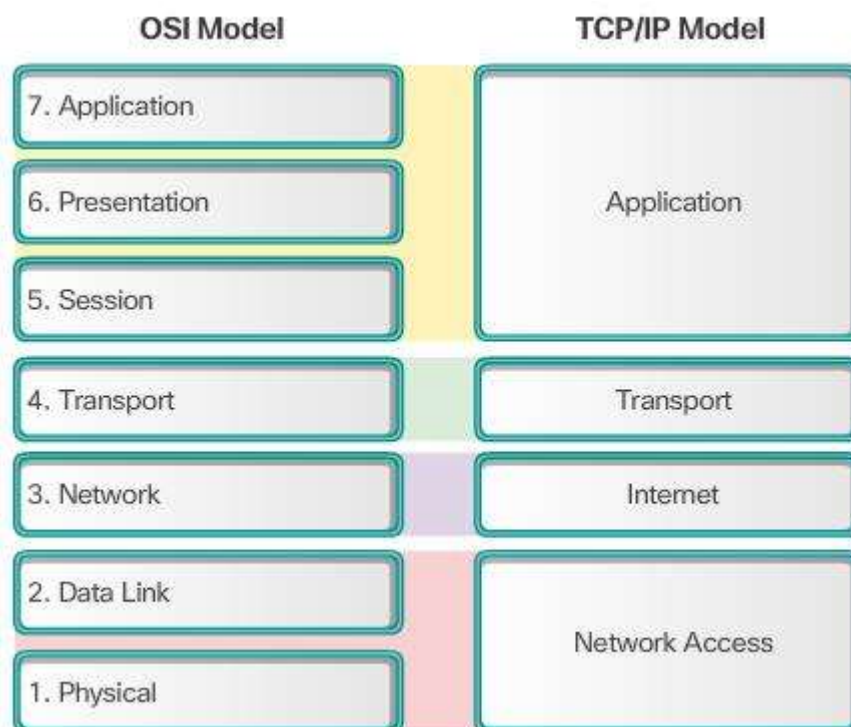 OSI Model
TCP/IP Model
7. Application
6. Presentation
5. Session
Application
4. Transport
Transport
3. Network
Internet
2. Data Link
1. Physical
Network Access